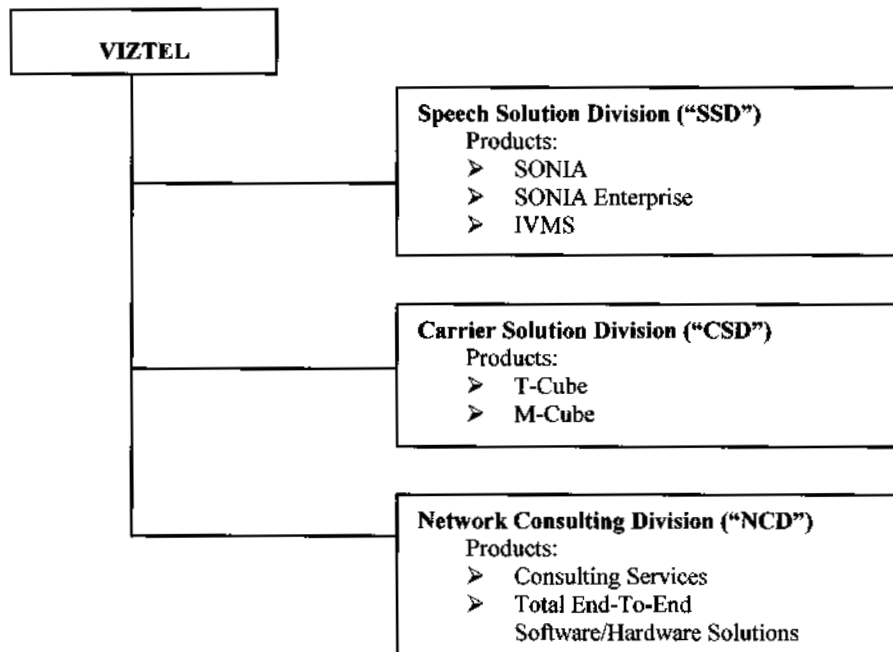 VIZTEL
Speech Solution Division (“SSD”)
Products:
➢ SONIA
➢ SONIA Enterprise
➢ IVMS
Carrier Solution Division (“CSD”)
Products:
➢ T-Cube
➢ M-Cube
Network Consulting Division (“NCD”)
Products:
➢ Consulting Services
➢ Total End-To-End
Software/Hardware Solutions